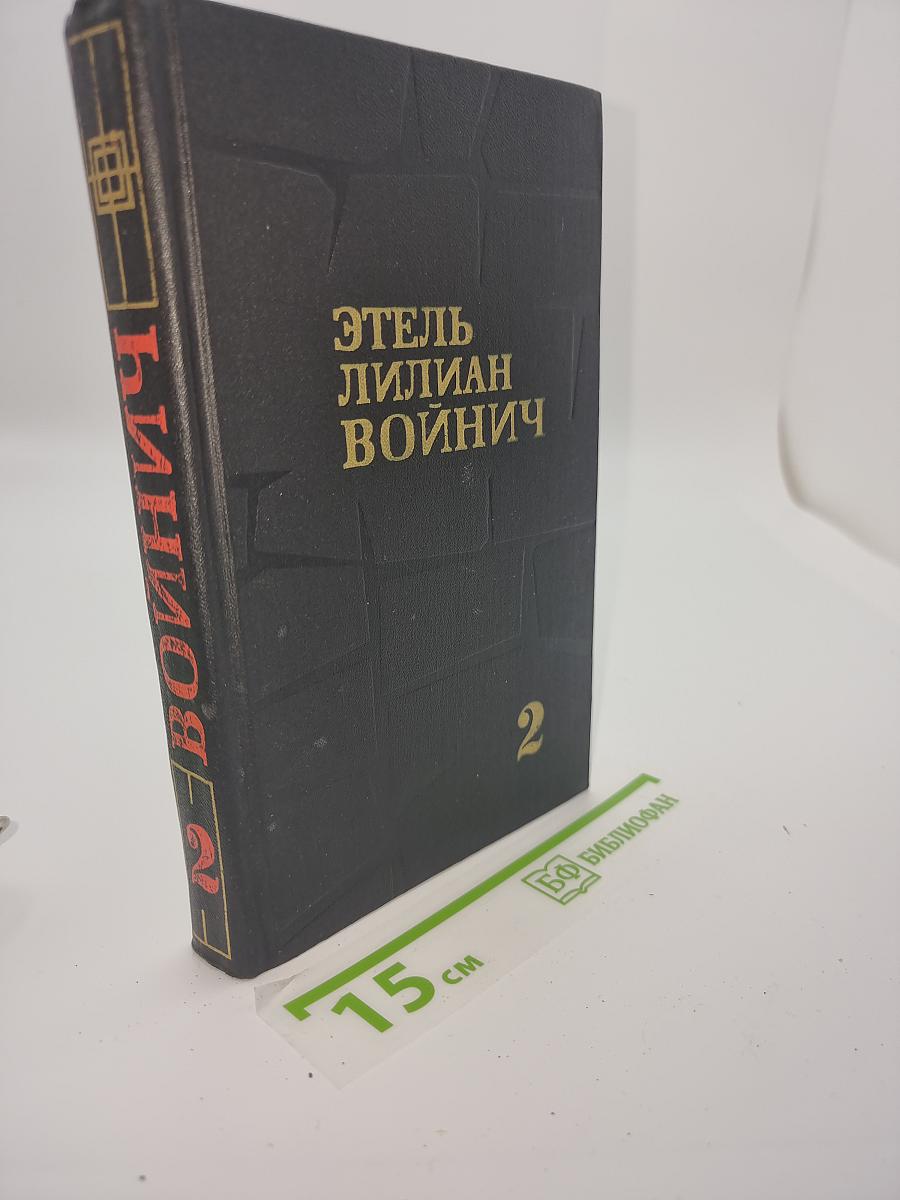 ЭТЕЛЬ
ЛИЛИАН
ВОЙНИЧ
2
ВОЙНИЧ
2
15 см
БФ БИБЛИОФАН